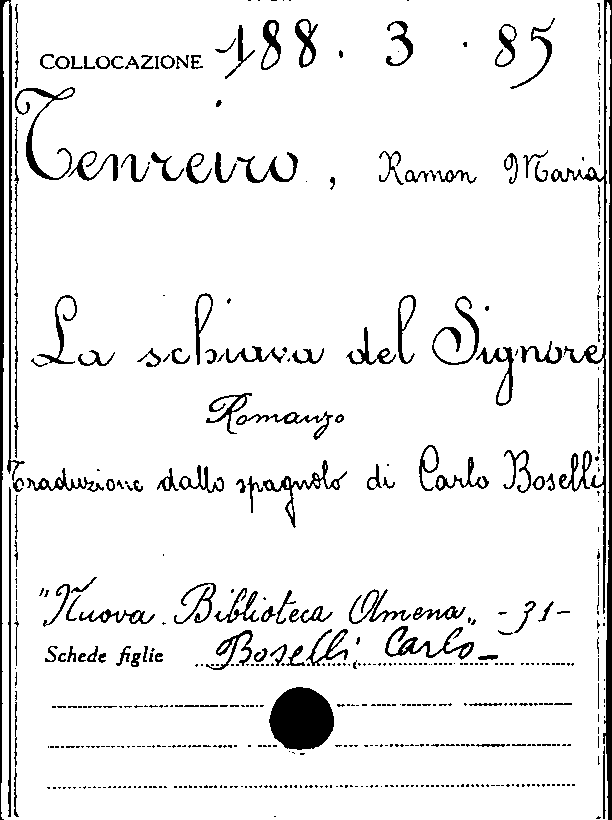 COLLOCAZIONE 188. 3. 85
Tenreiro, Ramon Maria
La schiava del Signore
Romanzo
Traduzione dallo spagnolo di Carlo Boselli
"Nuova Biblioteca Amena„ -31-
Schede figlie Boselli, Carlo-